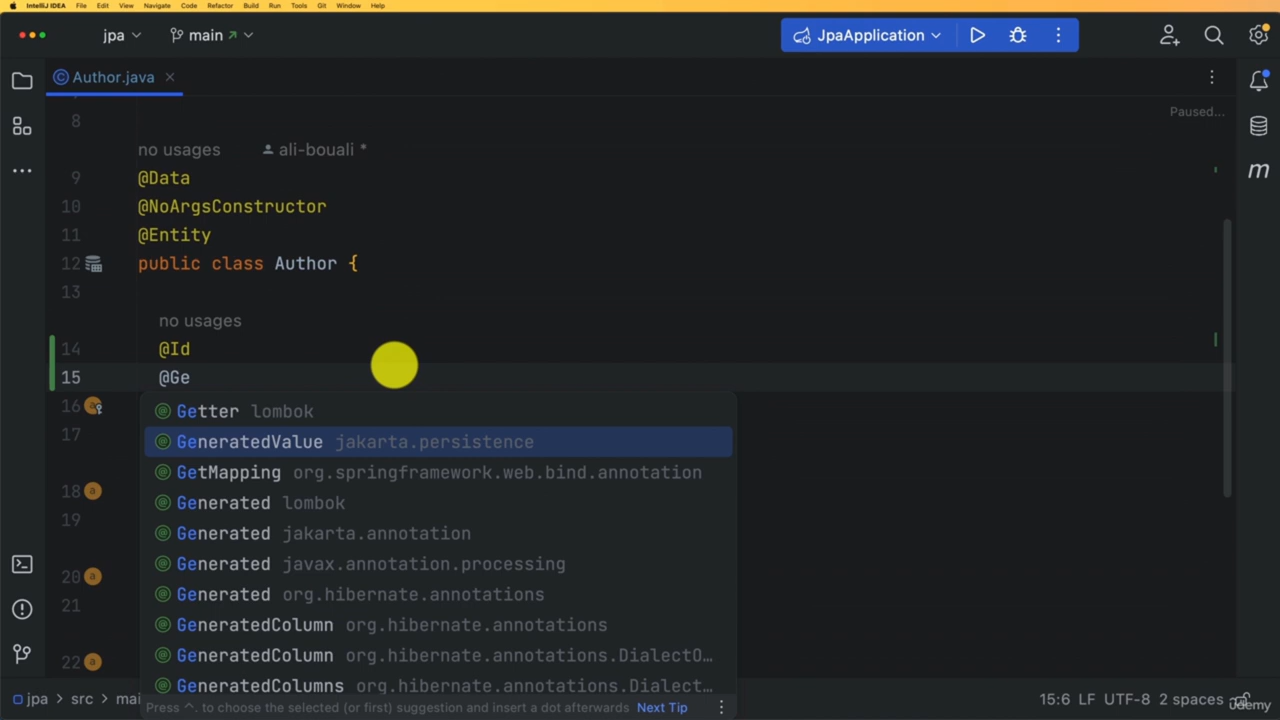 IntelliJ IDEA File Edit View Navigate Code Refactor Build Run Tools Git Window Help
jpa main JpaApplication
Author.java
8 Paused...
no usages ali-bouali *
9 @Data
10 @NoArgsConstructor
11 @Entity
12 public class Author {
13
no usages
14 @Id
15 @Ge
16 a Getter lombok
17 GeneratedValue jakarta.persistence
GetMapping org.springframework.web.bind.annotation
18 a Generated lombok
19 Generated jakarta.annotation
20 a Generated javax.annotation.processing
21 Generated org.hibernate.annotations
GeneratedColumn org.hibernate.annotations
22 a GeneratedColumn org.hibernate.annotations.DialectO...
GeneratedColumns org.hibernate.annotations.Dialect...
Press ^. to choose the selected (or first) suggestion and insert a dot afterwards Next Tip
jpa > src > mai 15:6 LF UTF-8 2 spaces
udemy
m